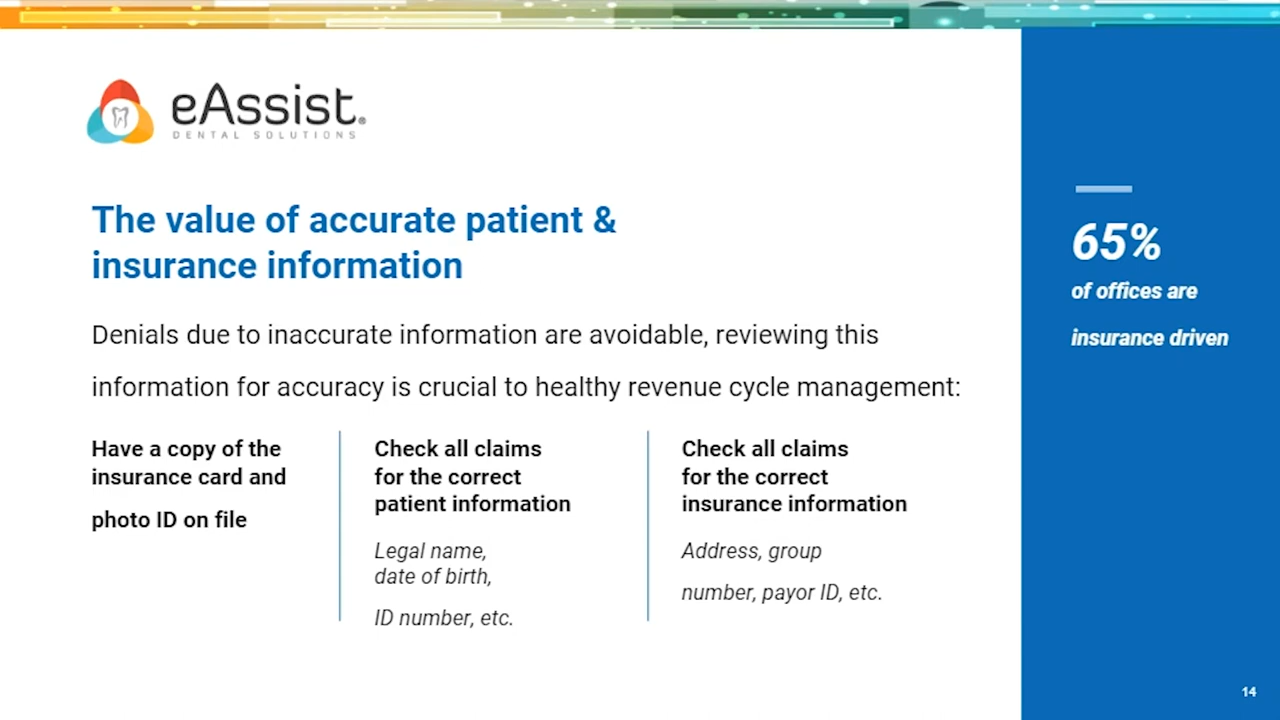 eAssist®
DENTAL SOLUTIONS
The value of accurate patient &
insurance information
Denials due to inaccurate information are avoidable, reviewing this
information for accuracy is crucial to healthy revenue cycle management:
Have a copy of the
insurance card and
photo ID on file
Check all claims
for the correct
patient information
Legal name,
date of birth,
ID number, etc.
Check all claims
for the correct
insurance information
Address, group
number, payor ID, etc.
65%
of offices are
insurance driven
14